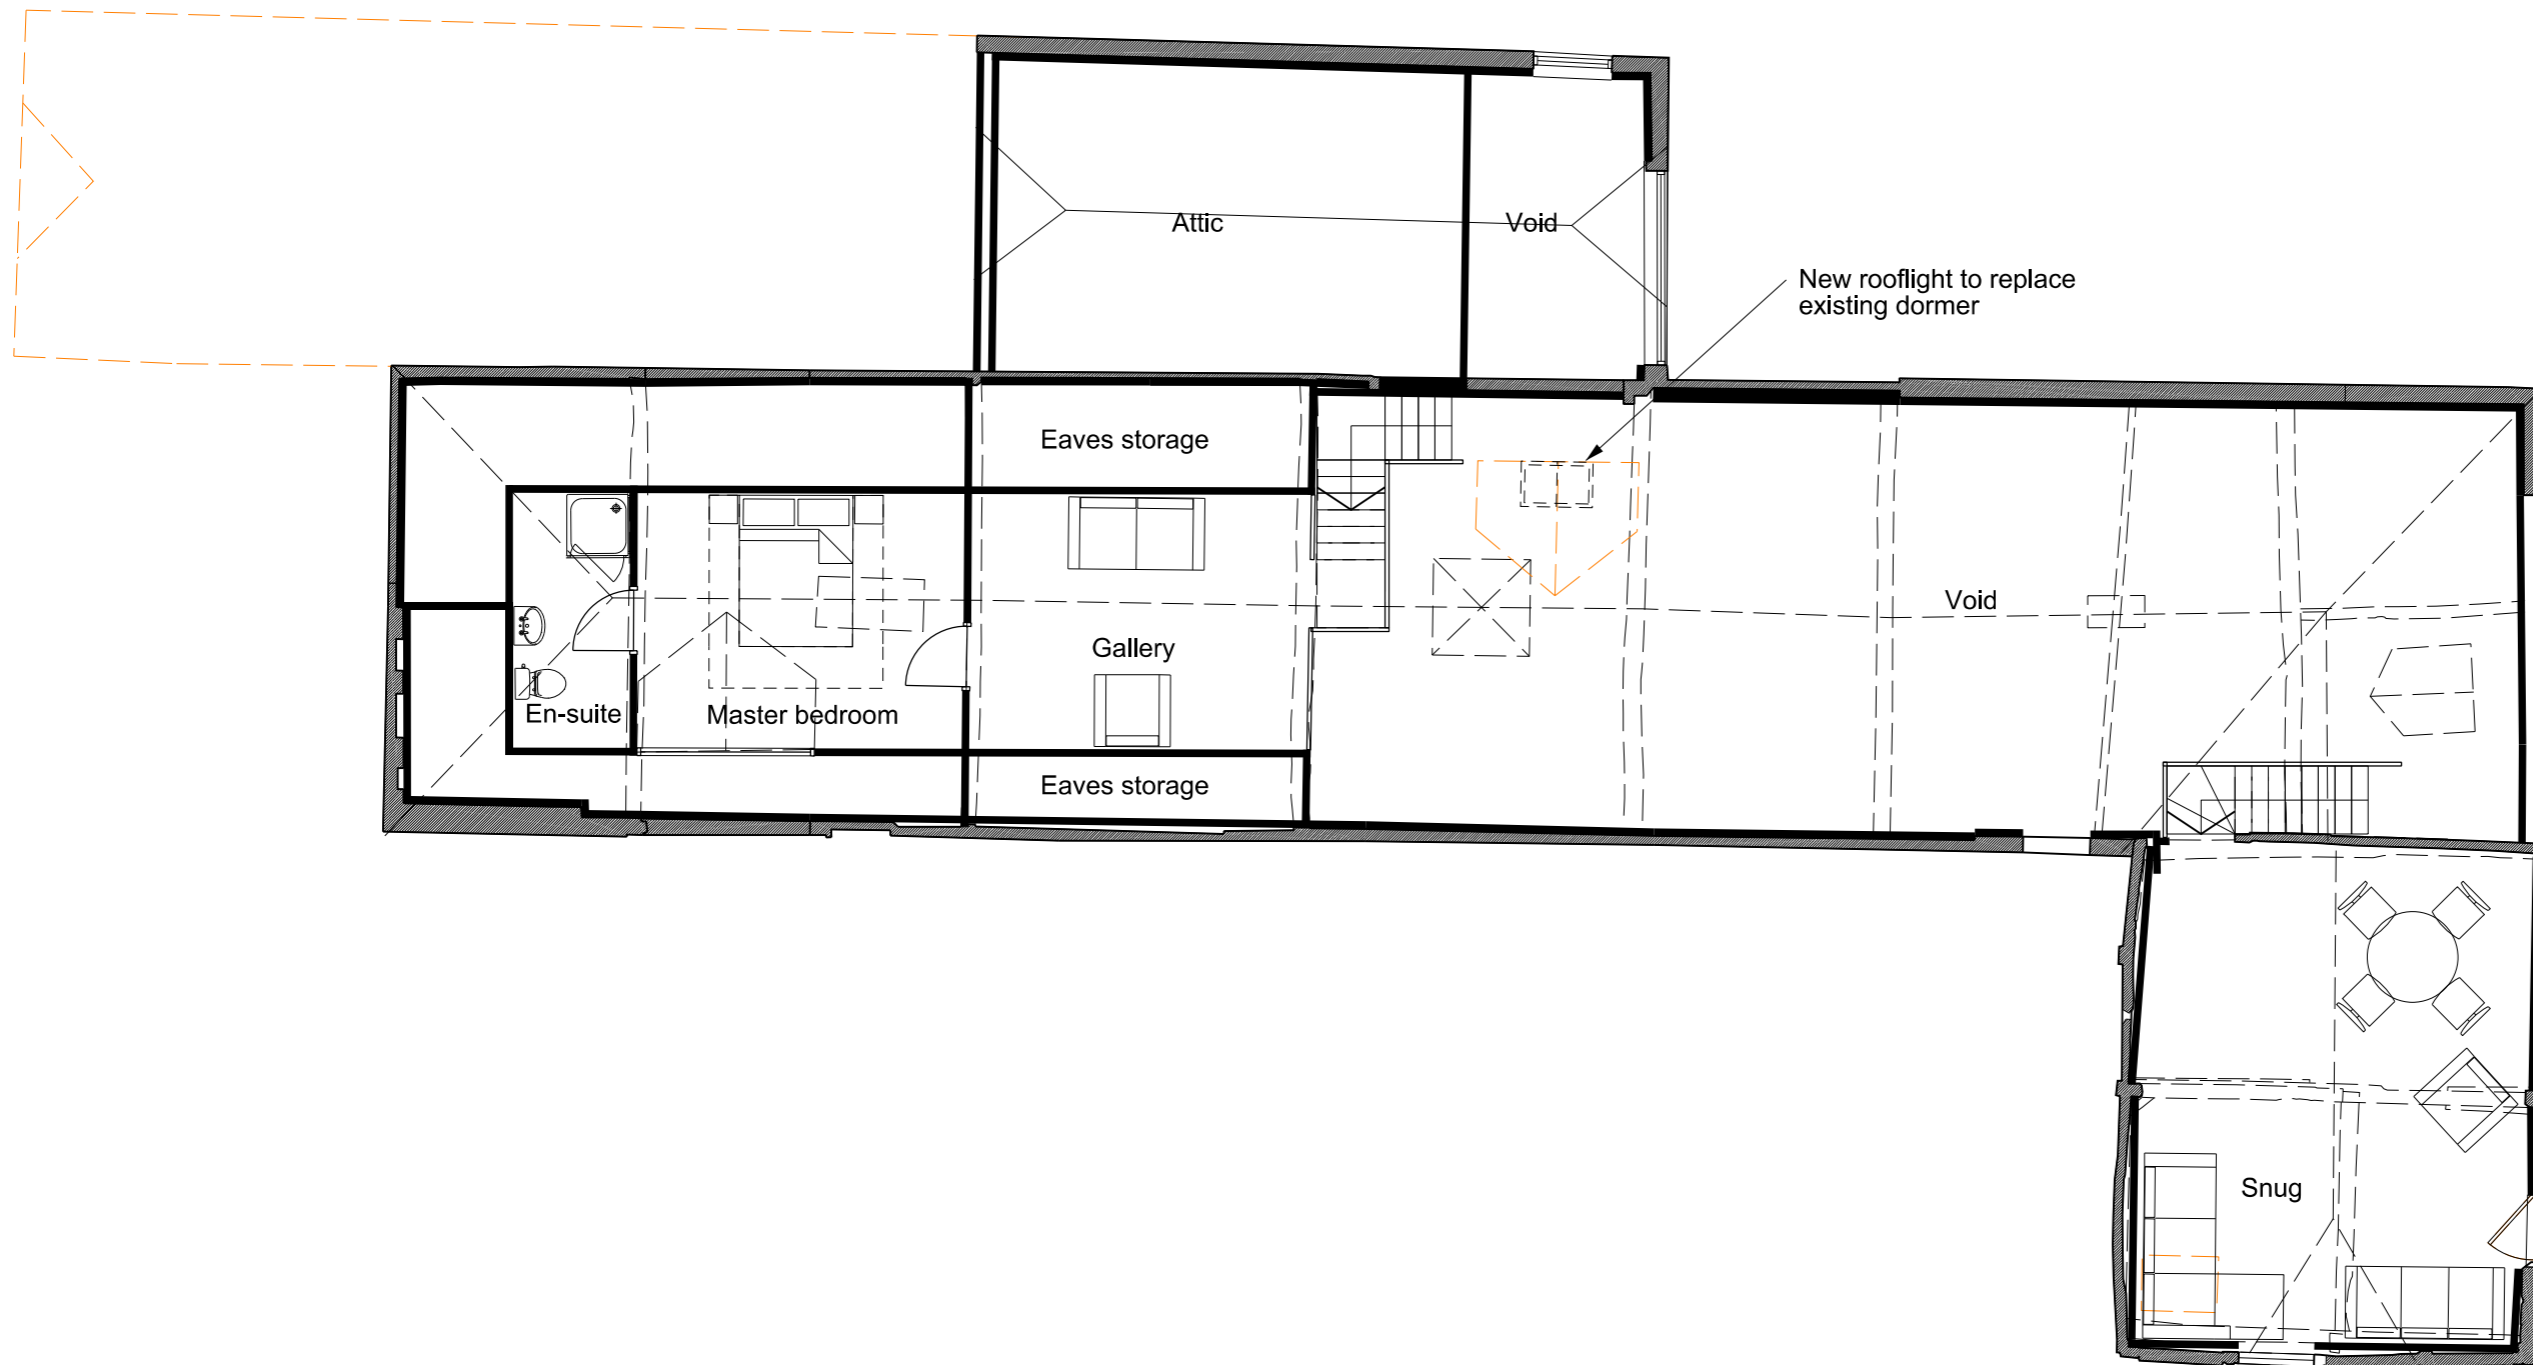 Attic
Void
New rooflight to replace
existing dormer
Eaves storage
Void
Gallery
En-suite
Master bedroom
Eaves storage
Snug